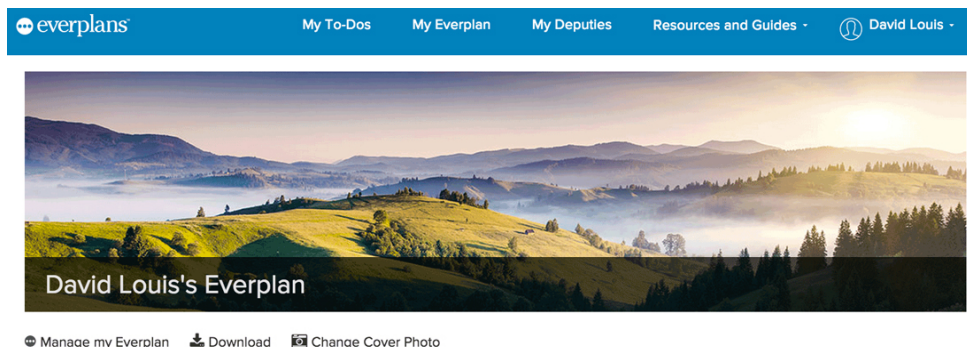 everplans My To-Dos My Everplan My Deputies Resources and Guides David Louis
David Louis's Everplan
Manage my Everplan Download Change Cover Photo